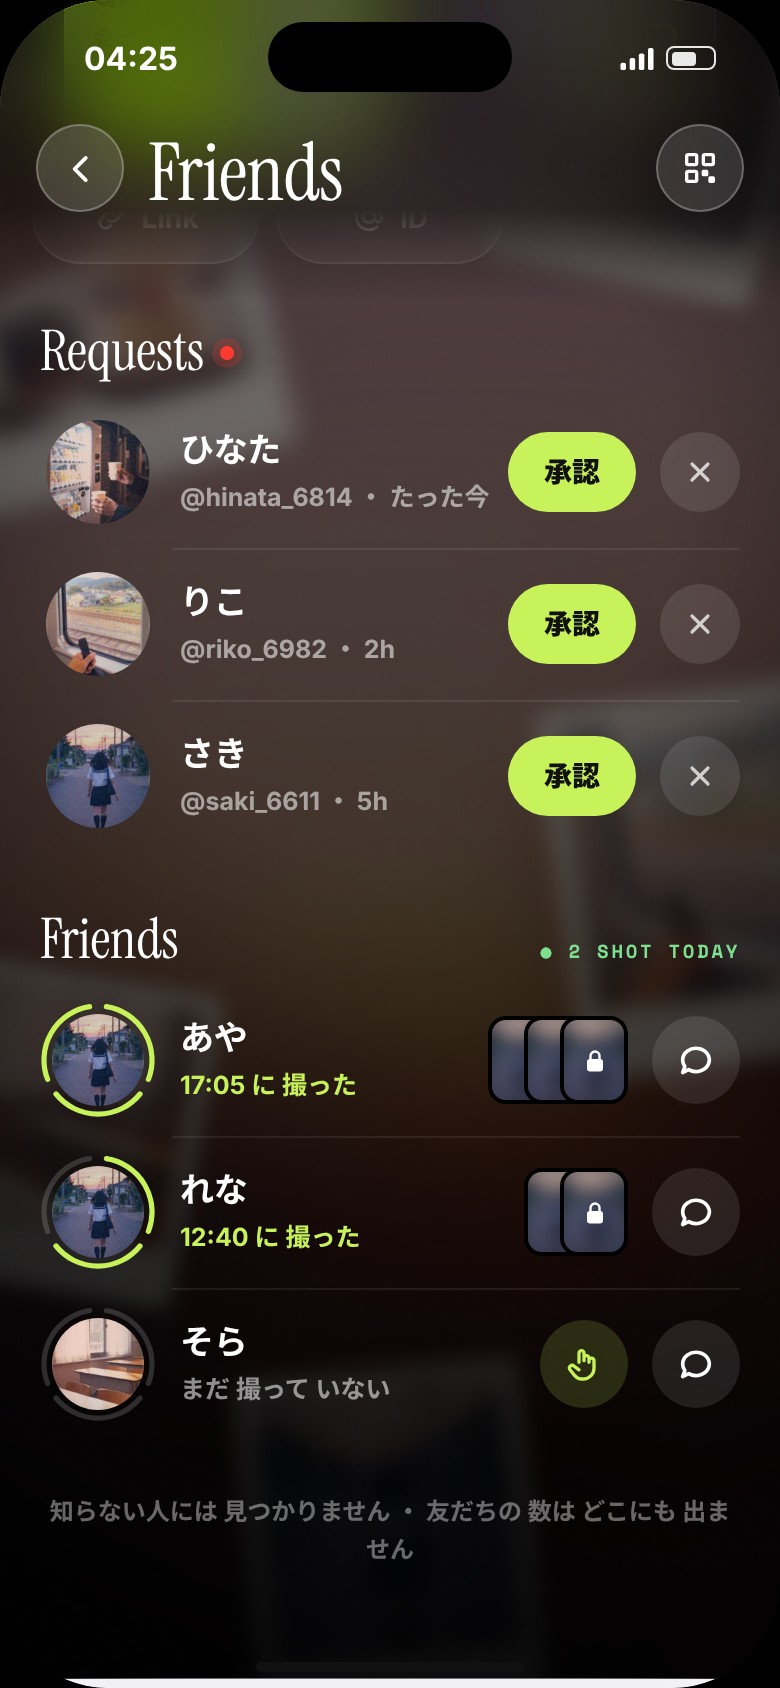 04:25
Friends
Link
@ ID
Requests
ひなた
@hinata_6814 ・ たった今
承認
りこ
@riko_6982 ・ 2h
承認
さき
@saki_6611 ・ 5h
承認
Friends
2 SHOT TODAY
あや
17:05 に 撮った
れな
12:40 に 撮った
そら
まだ 撮って いない
知らない人には 見つかりません ・ 友だちの 数は どこにも 出ま
せん